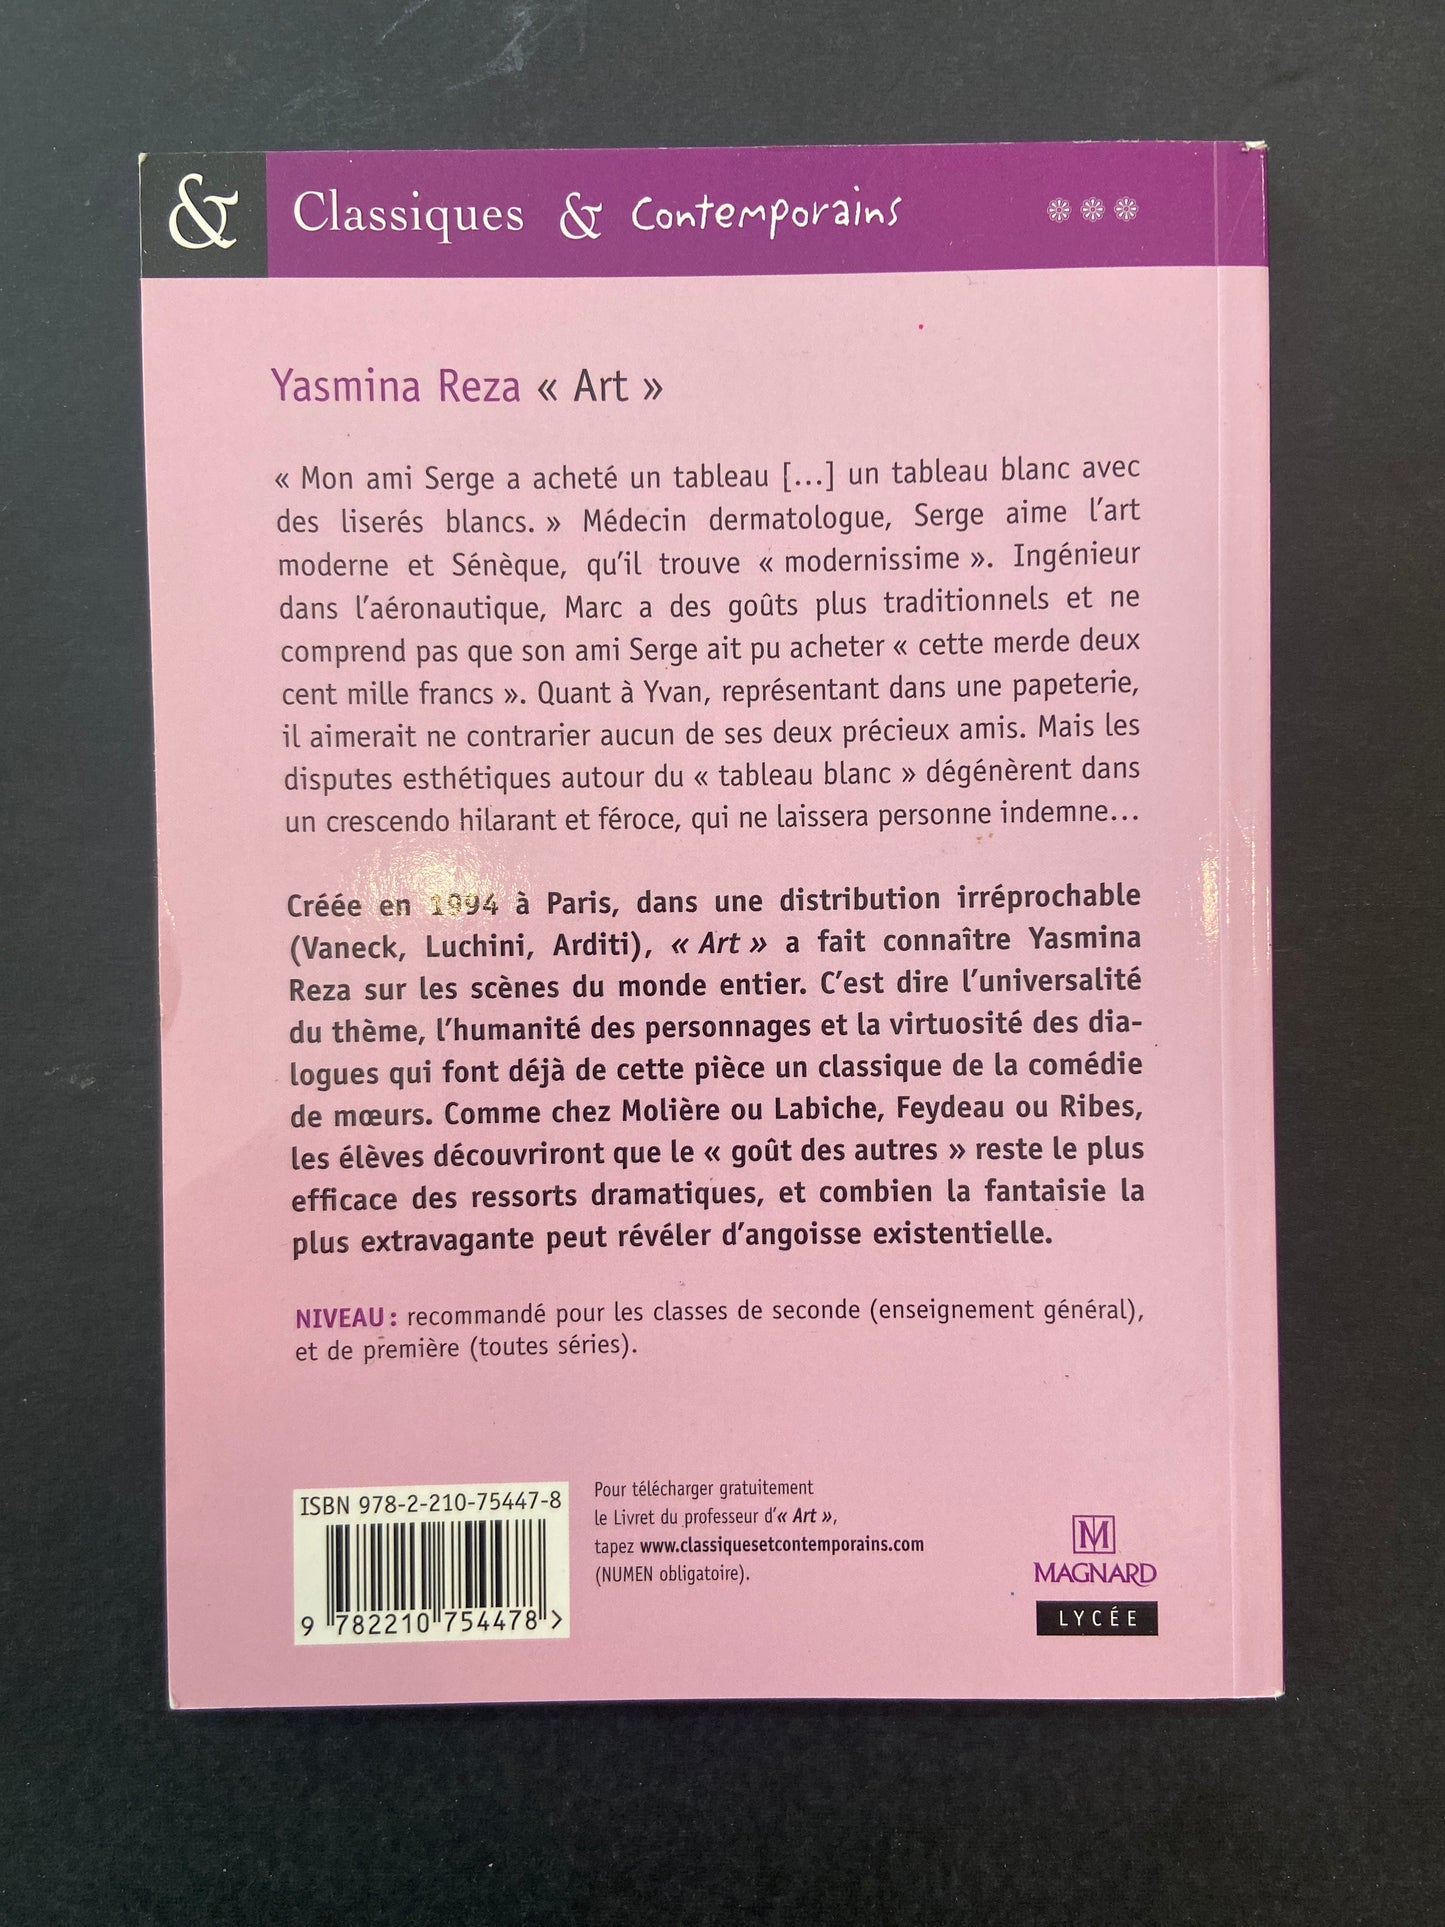 & Classiques & Contemporains
Yasmina Reza « Art »
« Mon ami Serge a acheté un tableau [...] un tableau blanc avec
des liserés blancs. » Médecin dermatologue, Serge aime l'art
moderne et Sénèque, qu'il trouve « modernissime ». Ingénieur
dans l'aéronautique, Marc a des goûts plus traditionnels et ne
comprend pas que son ami Serge ait pu acheter « cette merde deux
cent mille francs ». Quant à Yvan, représentant dans une papeterie,
il aimerait ne contrarier aucun de ses deux précieux amis. Mais les
disputes esthétiques autour du « tableau blanc » dégénèrent dans
un crescendo hilarant et féroce, qui ne laissera personne indemne...
Créée en 1994 à Paris, dans une distribution irréprochable
(Vaneck, Luchini, Arditi), « Art » a fait connaître Yasmina
Reza sur les scènes du monde entier. C'est dire l'universalité
du thème, l'humanité des personnages et la virtuosité des dia-
logues qui font déjà de cette pièce un classique de la comédie
de mœurs. Comme chez Molière ou Labiche, Feydeau ou Ribes,
les élèves découvriront que le « goût des autres » reste le plus
efficace des ressorts dramatiques, et combien la fantaisie la
plus extravagante peut révéler d'angoisse existentielle.
NIVEAU : recommandé pour les classes de seconde (enseignement général),
et de première (toutes séries).
ISBN 978-2-210-75447-8
9 782210 754478 >
Pour télécharger gratuitement
le Livret du professeur d'« Art »,
tapez www.classiquesetcontemporains.com
(NUMEN obligatoire).
M
MAGNARD
LYCÉE